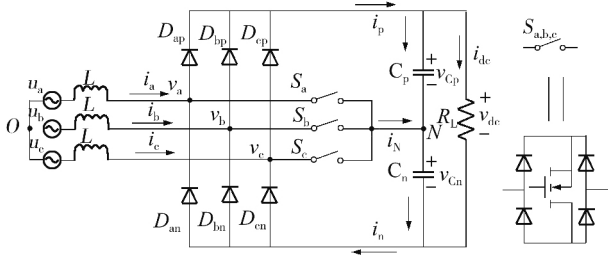 D_ap D_bp D_cp i_p S_a,b,c
u_a L i_a v_a S_a C_p + v_Cp − i_dc
O u_b L i_b v_b S_b i_N N R_L + v_dc −
u_c L i_c v_c S_c C_n + v_Cn −
D_an D_bn D_cn i_n